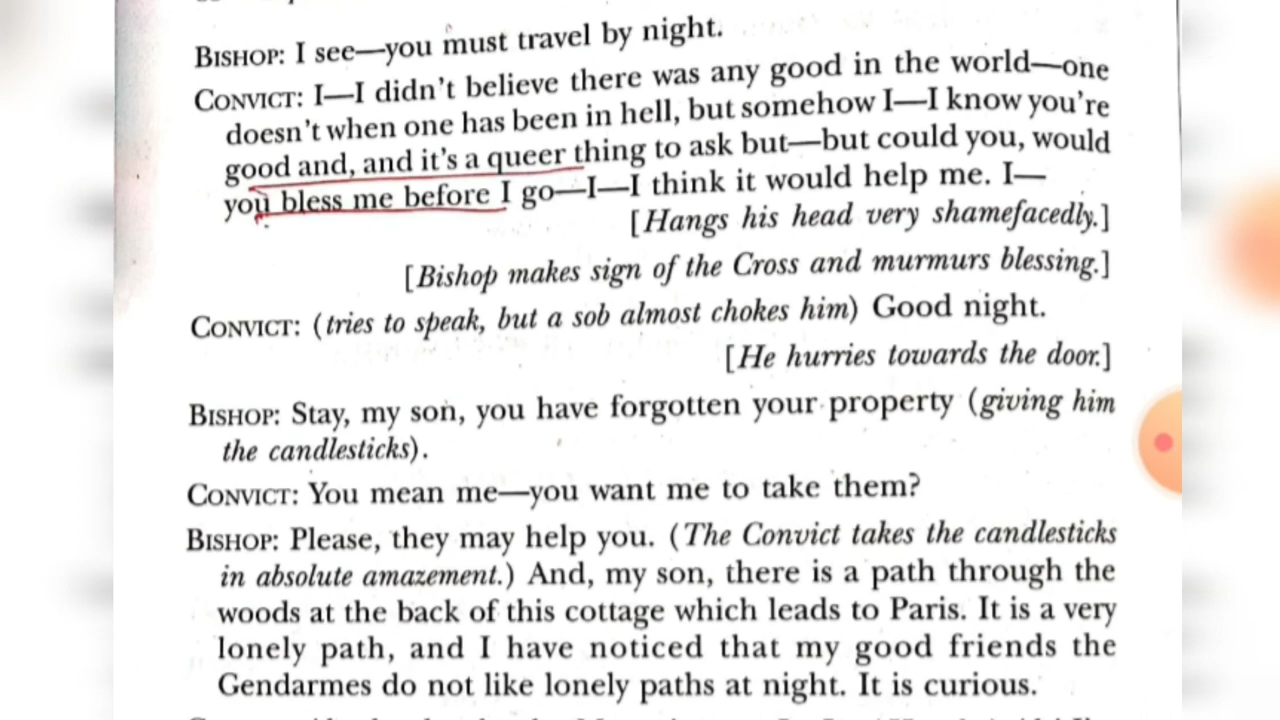 BISHOP: I see—you must travel by night.
CONVICT: I—I didn't believe there was any good in the world—one
doesn't when one has been in hell, but somehow I—I know you're
good and, and it's a queer thing to ask but—but could you, would
you bless me before I go—I—I think it would help me. I—
[Hangs his head very shamefacedly.]
[Bishop makes sign of the Cross and murmurs blessing.]
CONVICT: (tries to speak, but a sob almost chokes him) Good night.
[He hurries towards the door.]
BISHOP: Stay, my son, you have forgotten your property (giving him
the candlesticks).
CONVICT: You mean me—you want me to take them?
BISHOP: Please, they may help you. (The Convict takes the candlesticks
in absolute amazement.) And, my son, there is a path through the
woods at the back of this cottage which leads to Paris. It is a very
lonely path, and I have noticed that my good friends the
Gendarmes do not like lonely paths at night. It is curious.